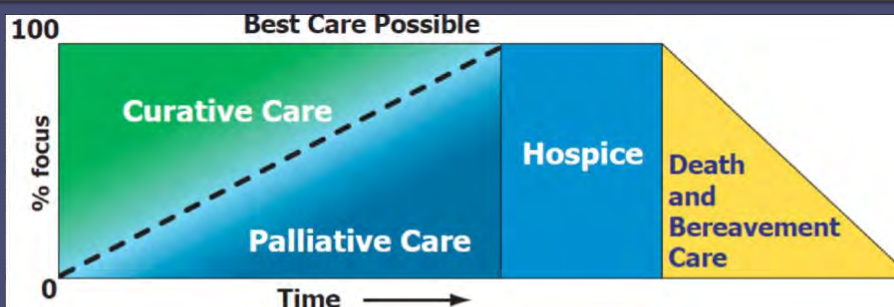 100
Best Care Possible
Curative Care
% focus
Palliative Care
Hospice
Death
and
Bereavement
Care
0
Time